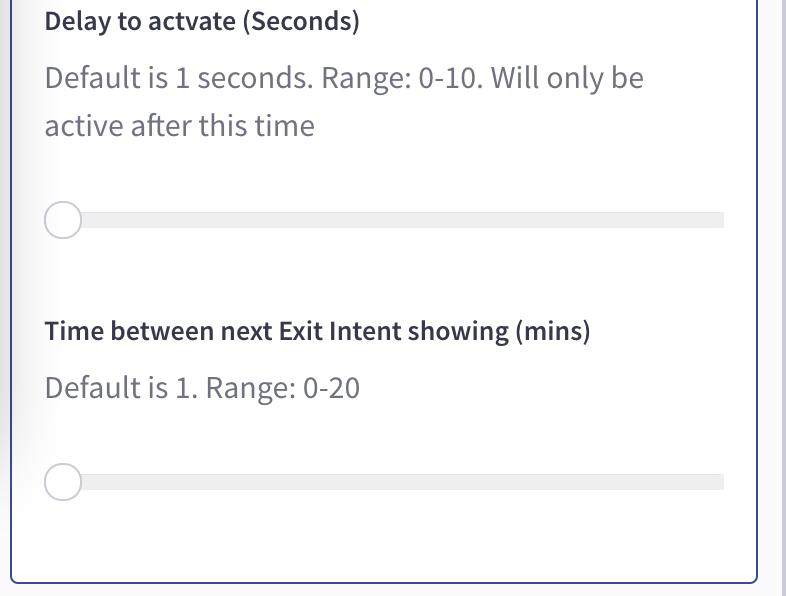 Delay to actvate (Seconds)
Default is 1 seconds. Range: 0-10. Will only be
active after this time
Time between next Exit Intent showing (mins)
Default is 1. Range: 0-20